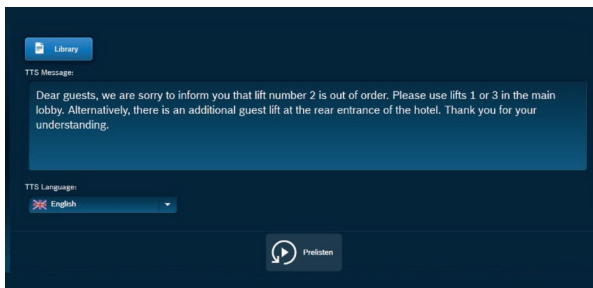 Library
TTS Message:
Dear guests, we are sorry to inform you that lift number 2 is out of order. Please use lifts 1 or 3 in the main
lobby. Alternatively, there is an additional guest lift at the rear entrance of the hotel. Thank you for your
understanding.
TTS Language:
English
Prelisten